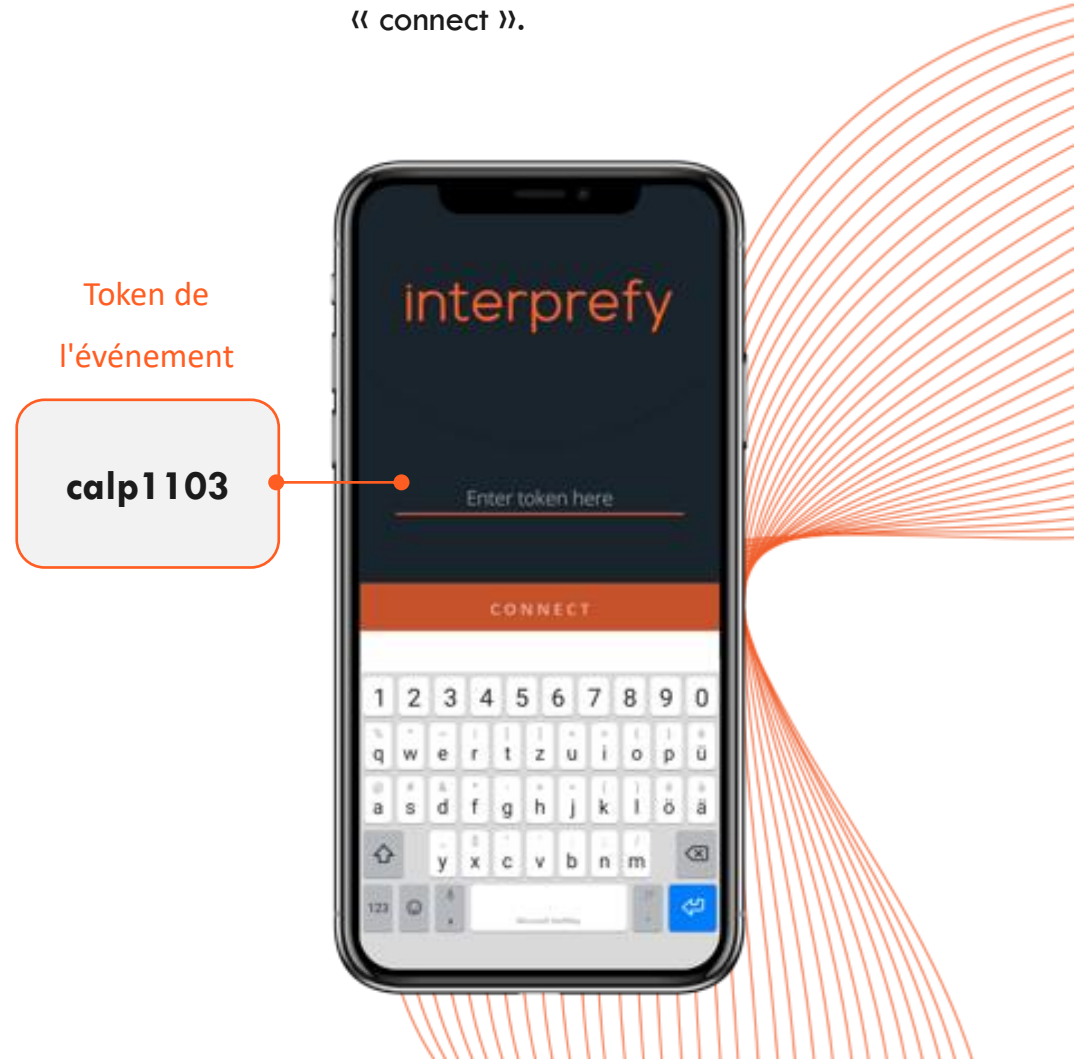 « connect ».
interprefy
Token de
l'événement
calp1103
Enter token here
CONNECT
1 2 3 4 5 6 7 8 9 0
q w e r t z u i o p ü
a s d f g h j k l ö ä
y x c v b n m
123